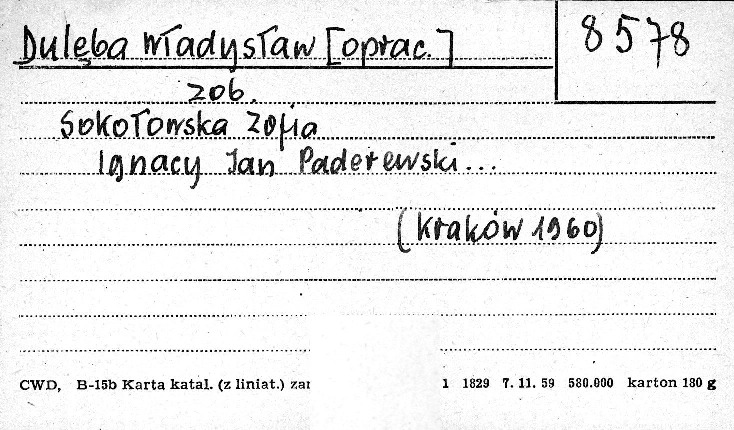 Dulęba Władysław [oprac.]
8578
zob.
Sokołowska Zofia
Ignacy Jan Paderewski...
(Kraków 1960)
CWD, B-15b Karta katal. (z liniat.) zar 1 1829 7. 11. 59 580.000 karton 180 g